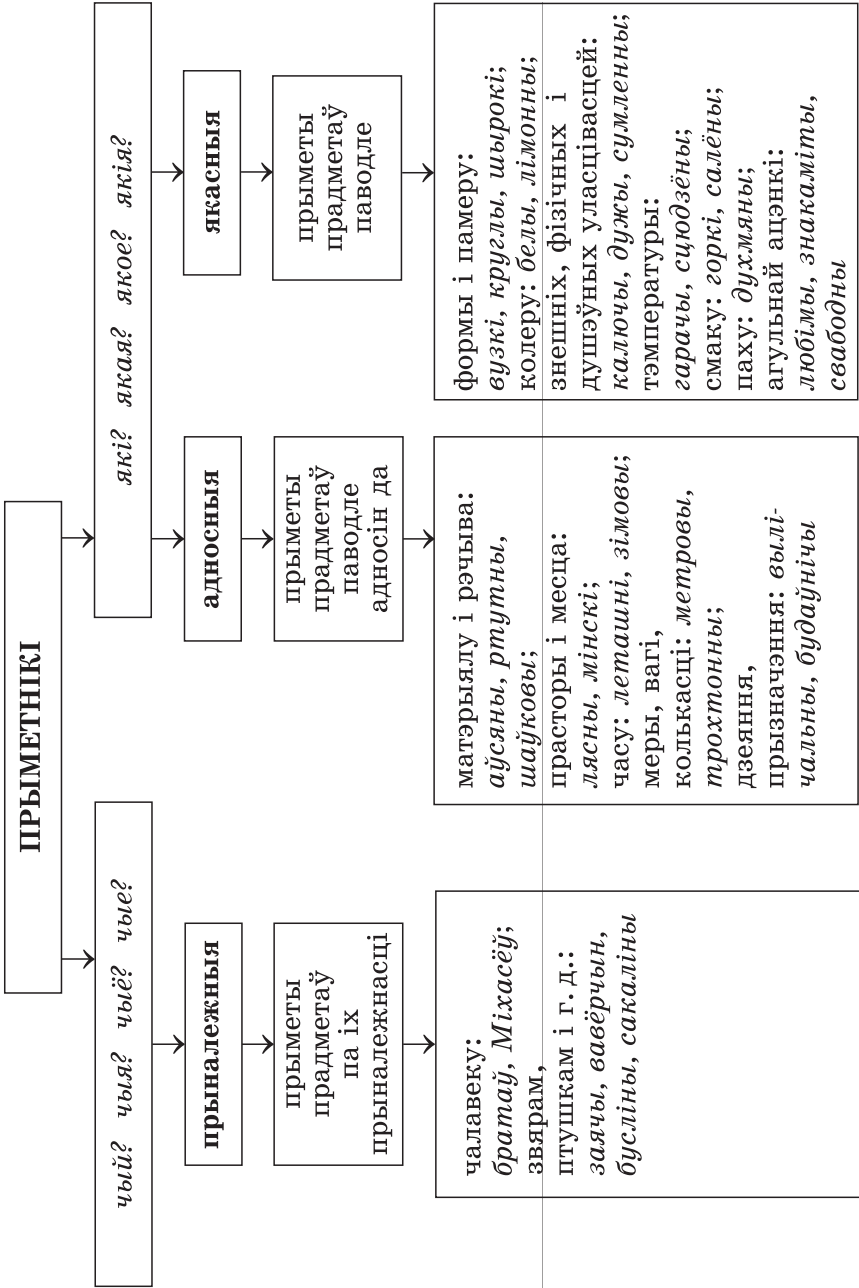 ПРЫМЕТНІКІ
чый? чыя? чыё? чые?
прыналежныя
прыметы
прадметаў
па іх
прыналежнасці
чалавеку:
братаў, Міхасёў;
звярам,
птушкам і г. д.:
заячы, вавёрчын,
бусліны, сакаліны
які? якая? якое? якія?
адносныя
прыметы
прадметаў
паводле
адносін да
матэрыялу і рэчыва:
аўсяны, ртутны,
шаўковы;
прасторы і месца:
лясны, мінскі;
часу: леташні, зімовы;
меры, вагі,
колькасці: метровы,
трохтонны;
дзеяння,
прызначэння: вылі-
чальны, будаўнічы
якасныя
прыметы
прадметаў
паводле
формы і памеру:
вузкі, круглы, шырокі;
колеру: белы, лімонны;
знешніх, фізічных і
душэўных уласцівасцей:
калючы, дужы, сумленны;
тэмпературы:
гарачы, сцюдзёны;
смаку: горкі, салёны;
паху: духмяны;
агульнай ацэнкі:
любімы, знакаміты,
свабодны